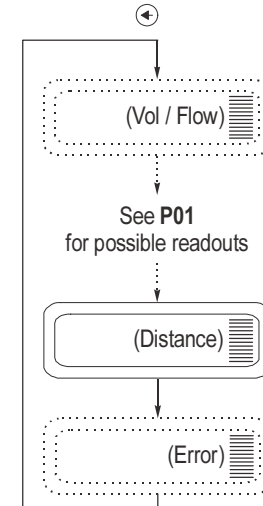 (Vol / Flow)
See P01
for possible readouts
(Distance)
(Error)